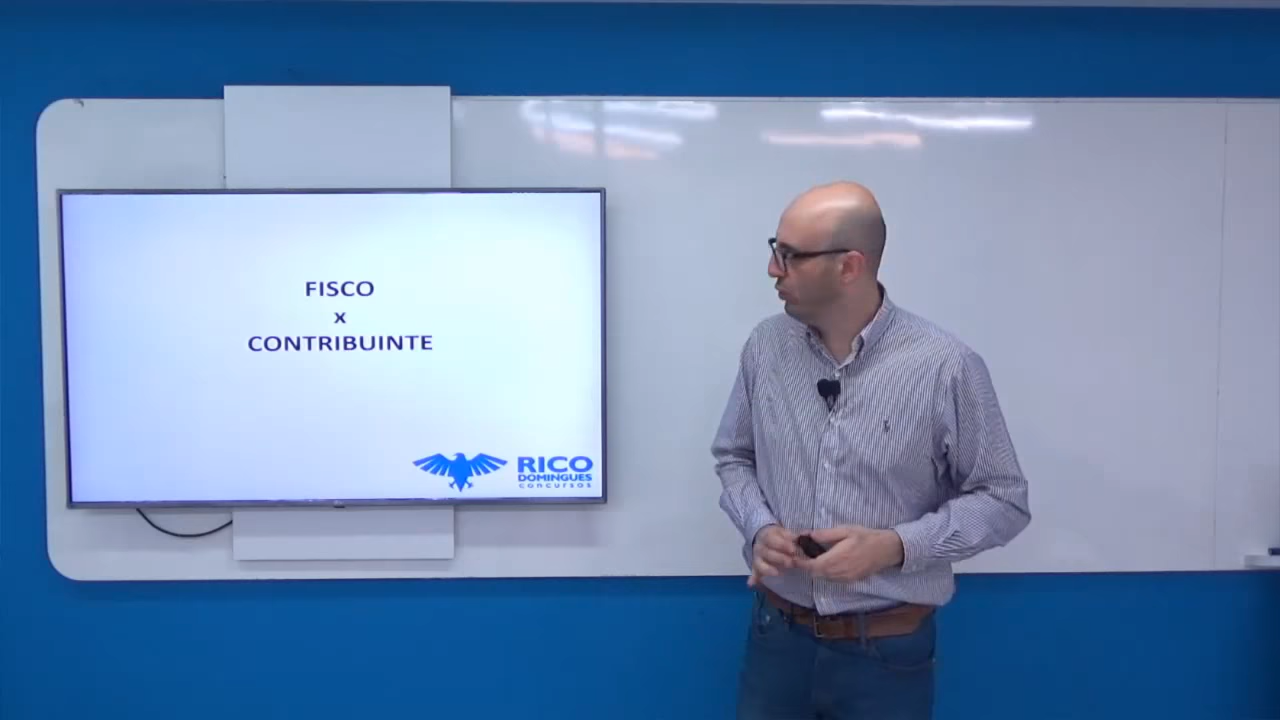 FISCO
x
CONTRIBUINTE
RICO
DOMINGUES
concursos